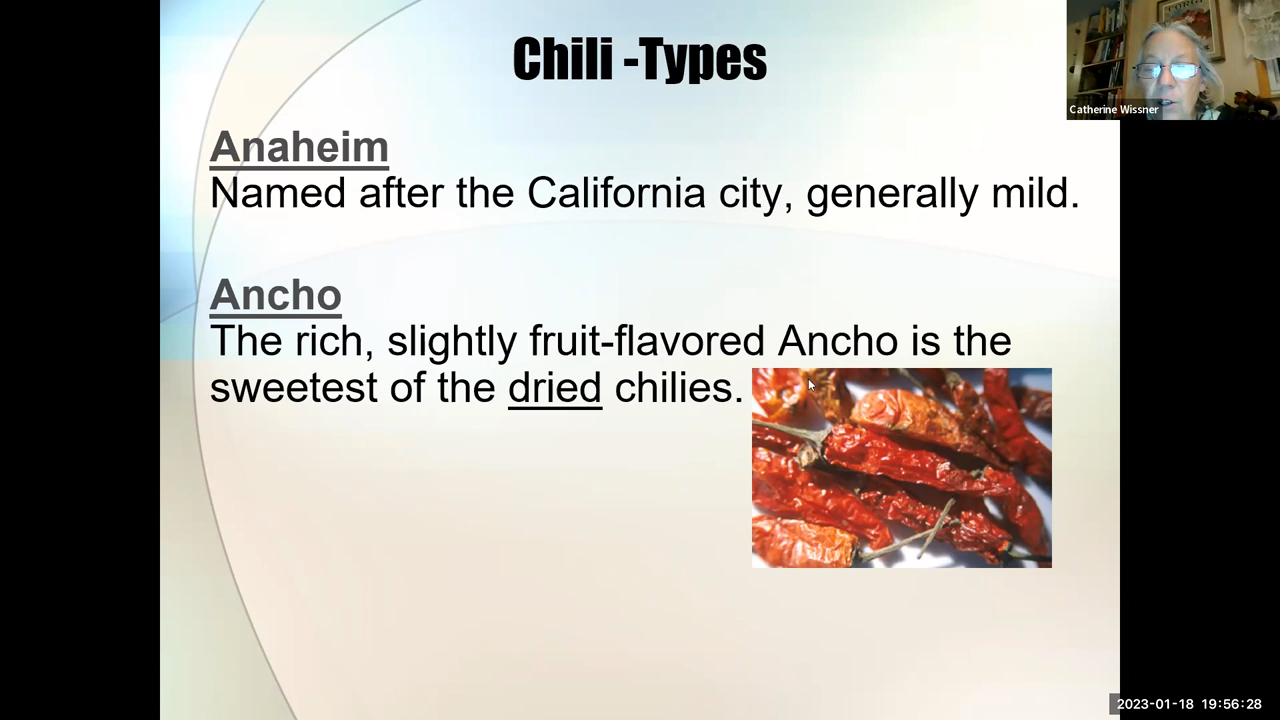 Chili -Types
Anaheim
Named after the California city, generally mild.
Ancho
The rich, slightly fruit-flavored Ancho is the
sweetest of the dried chilies.
CORGI
Catherine Wissner
2023-01-18 19:56:28